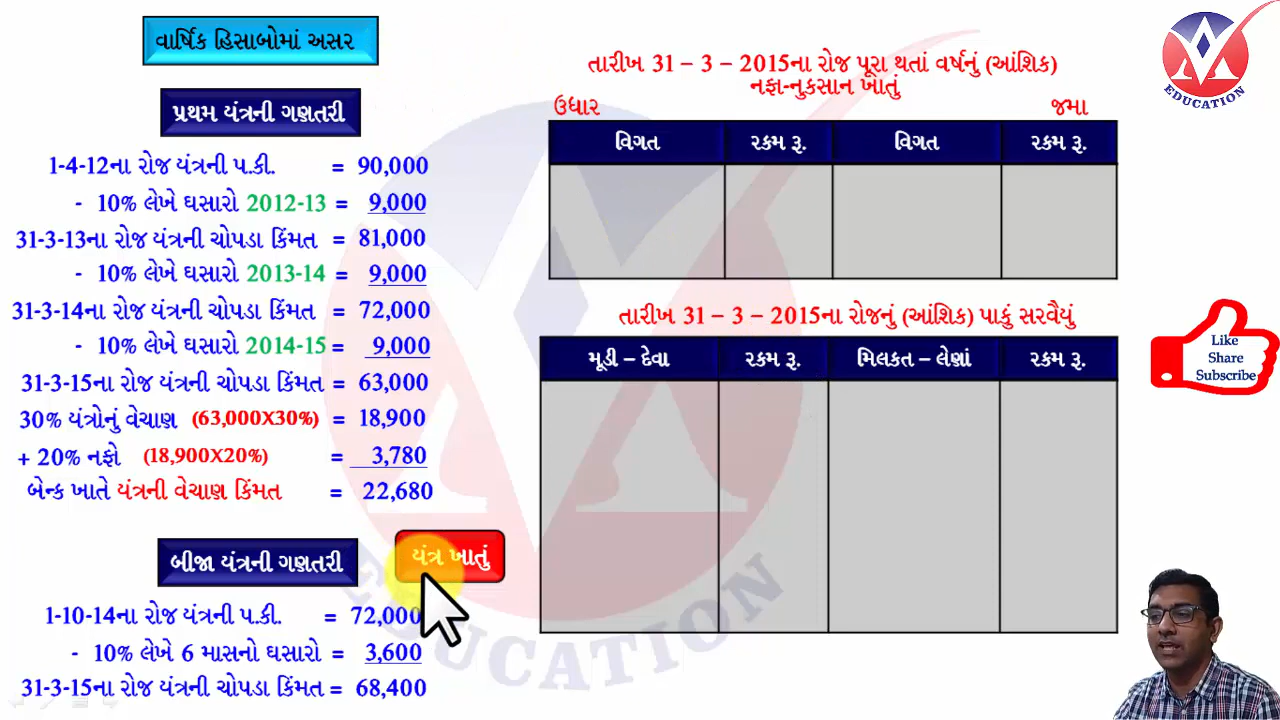 વાર્ષિક હિસાબોમાં અસર
પ્રથમ યંત્રની ગણતરી
1-4-12ના રોજ યંત્રની પ.કી. = 90,000
- 10% લેખે ઘસારો 2012-13 = 9,000
31-3-13ના રોજ યંત્રની ચોપડા કિંમત = 81,000
- 10% લેખે ઘસારો 2013-14 = 9,000
31-3-14ના રોજ યંત્રની ચોપડા કિંમત = 72,000
- 10% લેખે ઘસારો 2014-15 = 9,000
31-3-15ના રોજ યંત્રની ચોપડા કિંમત = 63,000
30% યંત્રોનું વેચાણ (63,000X30%) = 18,900
+ 20% નફો (18,900X20%) = 3,780
બેન્ક ખાતે યંત્રની વેચાણ કિંમત = 22,680
બીજા યંત્રની ગણતરી
યંત્ર ખાતું
1-10-14ના રોજ યંત્રની પ.કી. = 72,000
- 10% લેખે 6 માસનો ઘસારો = 3,600
31-3-15ના રોજ યંત્રની ચોપડા કિંમત = 68,400
તારીખ 31 – 3 – 2015ના રોજ પૂરા થતાં વર્ષનું (આંશિક)
નફા-નુકસાન ખાતું
ઉધાર જમા
વિગત રકમ રૂ. વિગત રકમ રૂ.
તારીખ 31 – 3 – 2015ના રોજનું (આંશિક) પાકું સરવૈયું
મૂડી – દેવા રકમ રૂ. મિલકત – લેણાં રકમ રૂ.
EDUCATION
Like
Share
Subscribe
EDUCATION